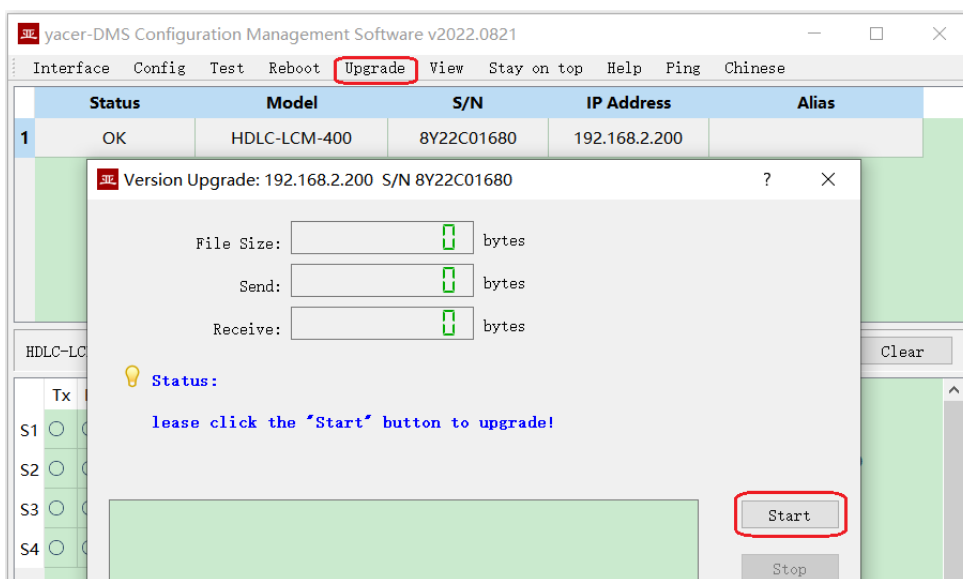 亚 yacer-DMS Configuration Management Software v2022.0821
Interface Config Test Reboot Upgrade View Stay on top Help Ping Chinese
Status Model S/N IP Address Alias
1 OK HDLC-LCM-400 8Y22C01680 192.168.2.200
亚 Version Upgrade: 192.168.2.200 S/N 8Y22C01680 ?
File Size: 0 bytes
Send: 0 bytes
Receive: 0 bytes
HDLC-LC
Clear
Status:
Tx
lease click the "Start" button to upgrade!
S1
S2
S3
Start
S4
Stop